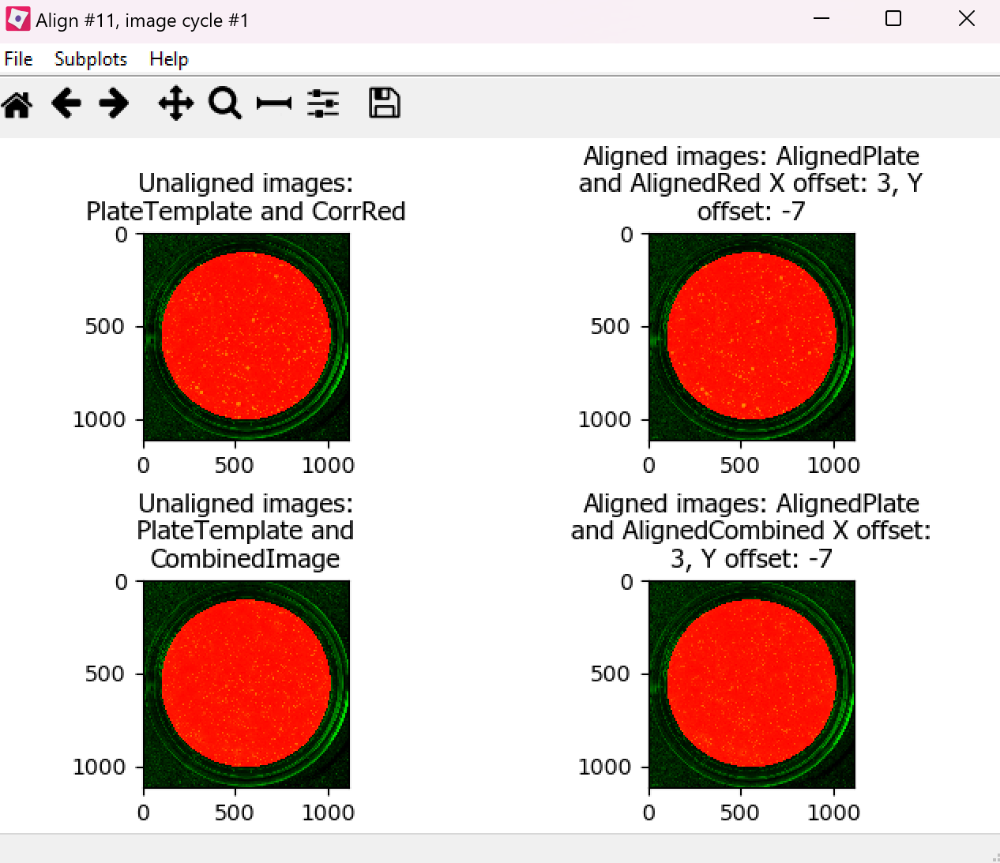 Align #11, image cycle #1
File Subplots Help
Unaligned images:
PlateTemplate and CorrRed
0
500
1000
0 500 1000
Aligned images: AlignedPlate
and AlignedRed X offset: 3, Y
offset: -7
0
500
1000
0 500 1000
Unaligned images:
PlateTemplate and
CombinedImage
0
500
1000
0 500 1000
Aligned images: AlignedPlate
and AlignedCombined X offset:
3, Y offset: -7
0
500
1000
0 500 1000